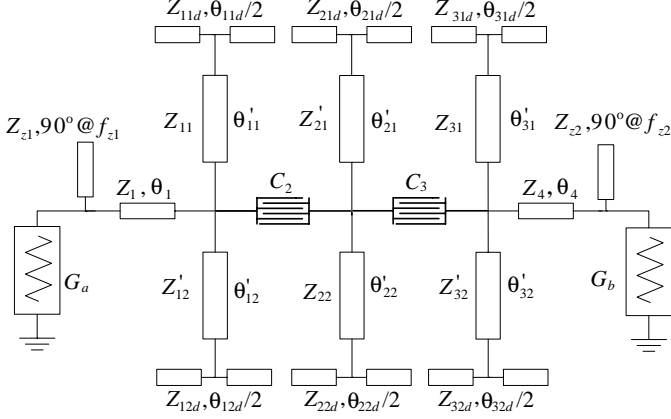 Z11d,θ11d/2 Z21d,θ21d/2 Z31d,θ31d/2
Z11 θ'11 Z'21 θ'21 Z31 θ'31
Zz1,90°@fz1 Zz2,90°@fz2
Z1,θ1 C2 C3 Z4,θ4
Ga Z'12 θ'12 Z22 θ'22 Z'32 θ'32 Gb
Z12d,θ12d/2 Z22d,θ22d/2 Z32d,θ32d/2